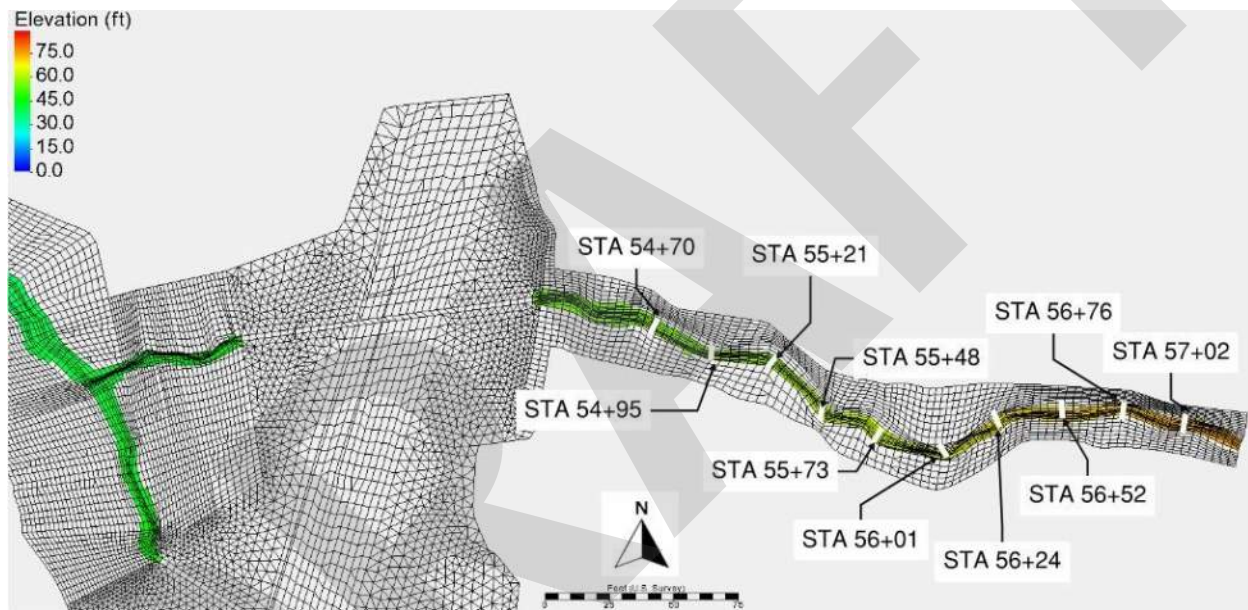 Elevation (ft)
75.0
60.0
45.0
30.0
15.0
0.0
STA 54+70
STA 55+21
STA 56+76
STA 57+02
STA 55+48
STA 54+95
STA 55+73
STA 56+52
STA 56+01
STA 56+24
N
Feet (U.S. Survey)
0 25 50 75